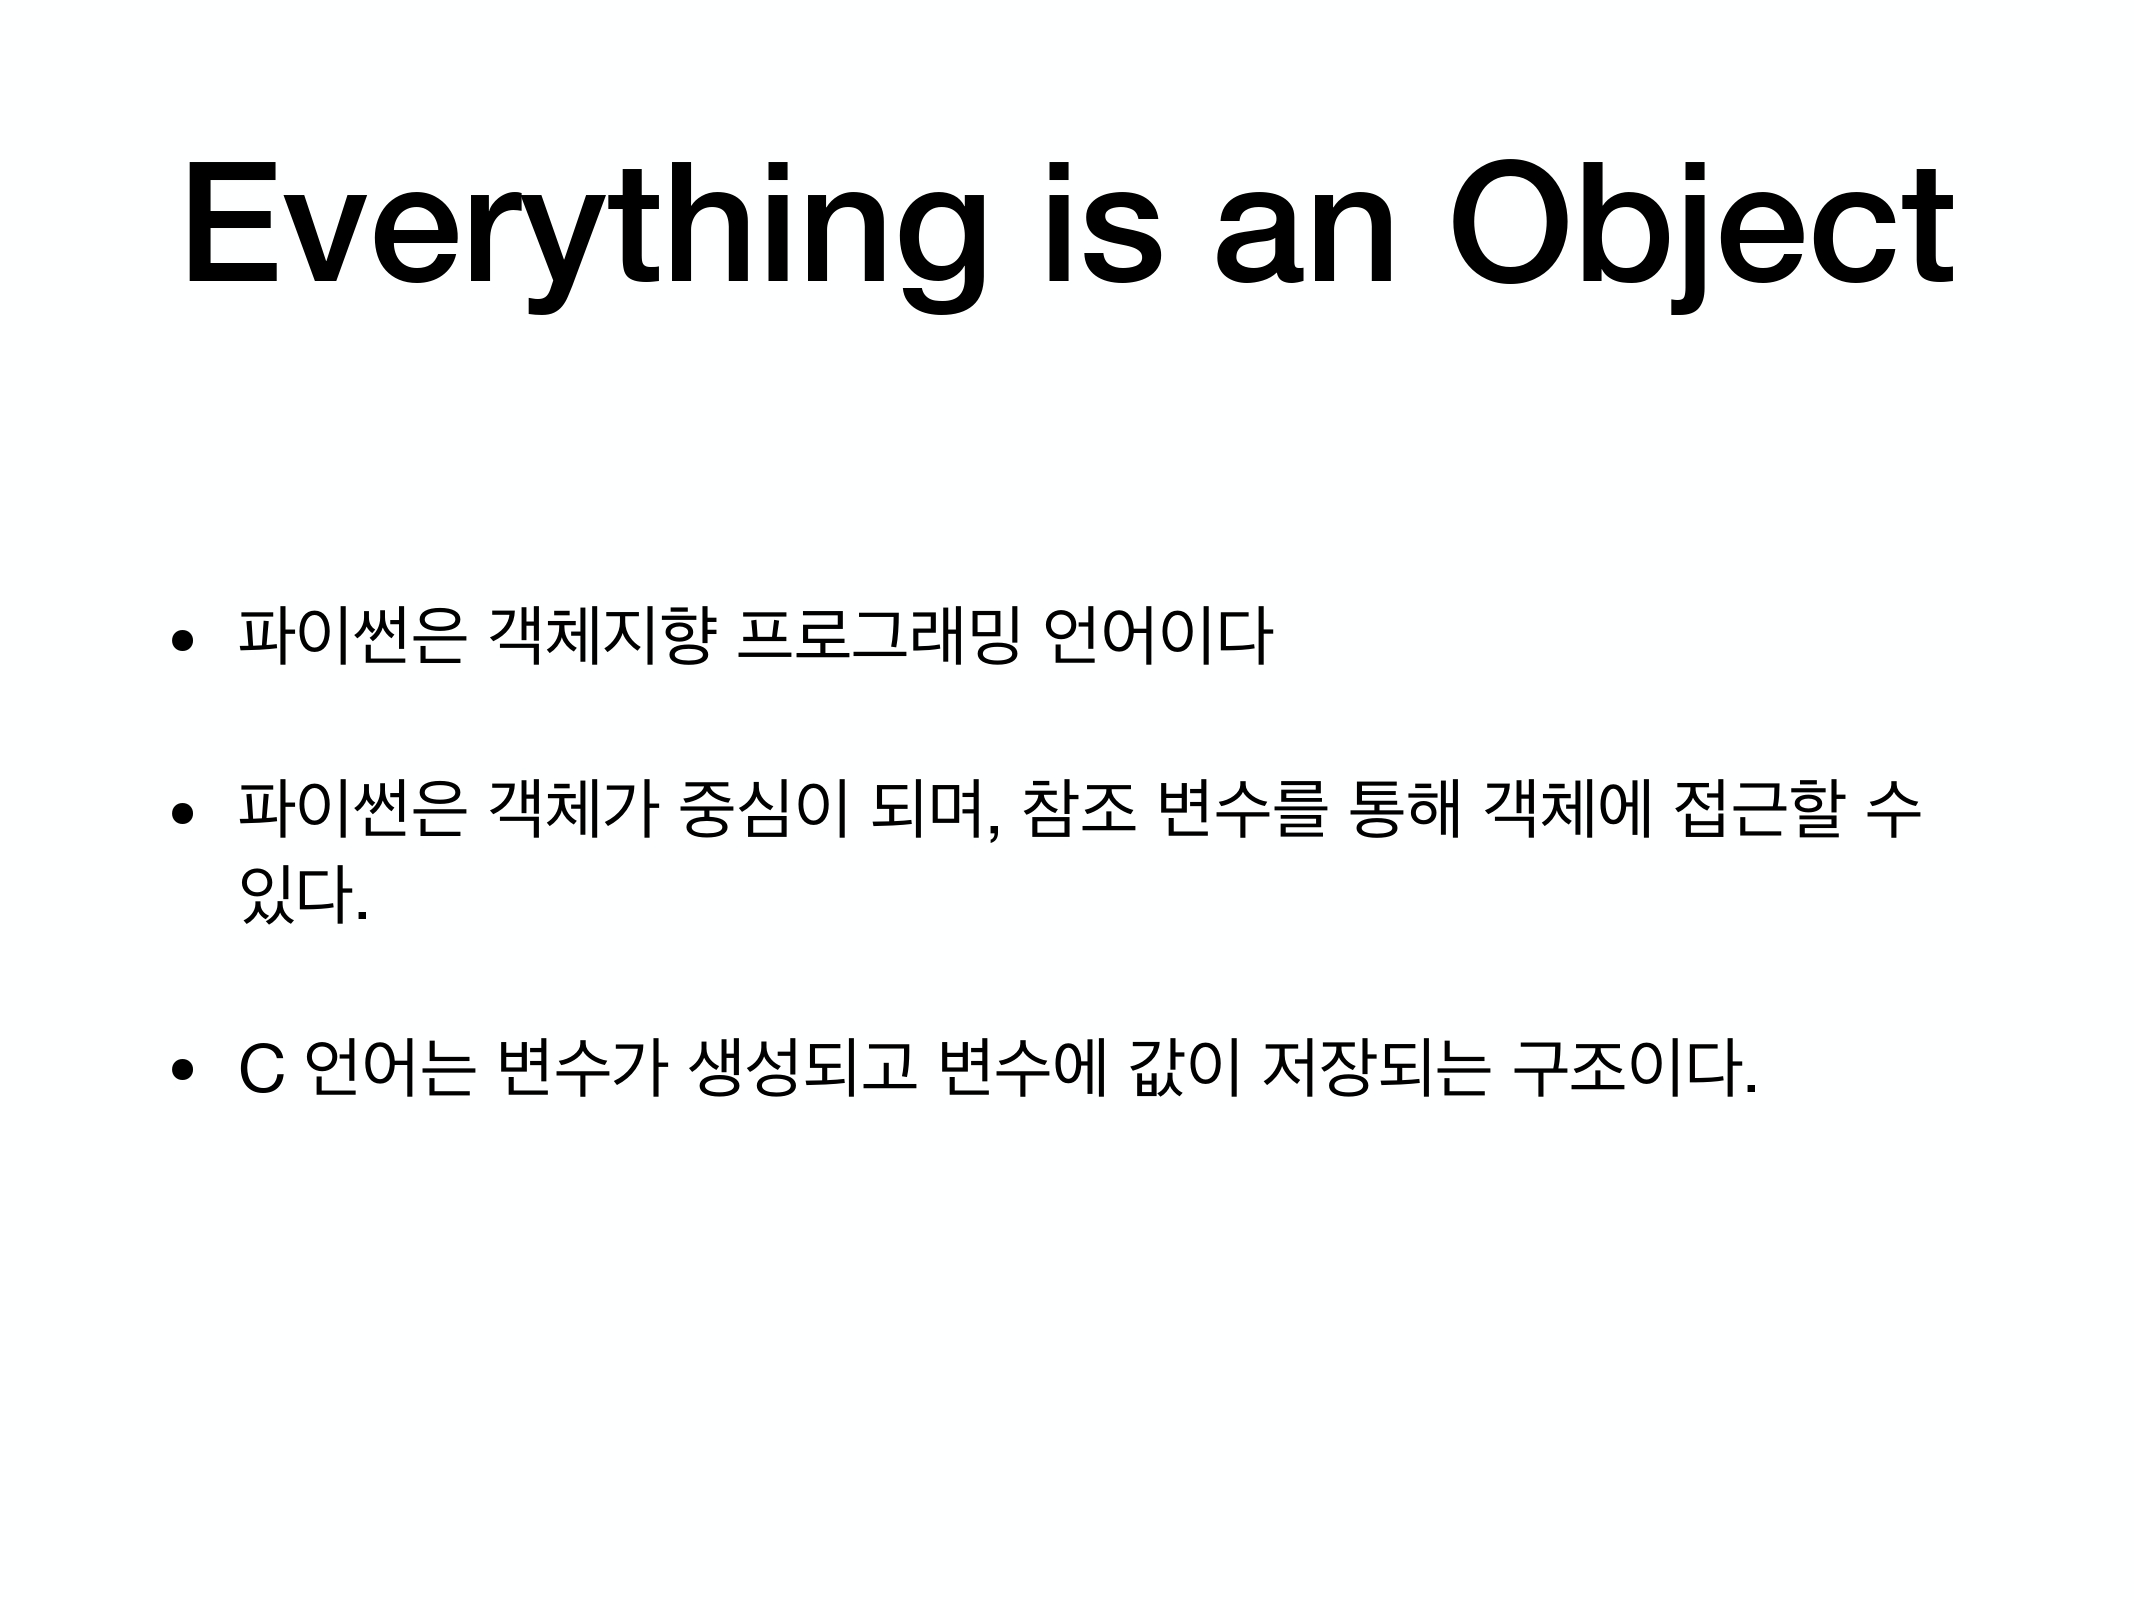 Everything is an Object
• 파이썬은 객체지향 프로그래밍 언어이다
• 파이썬은 객체가 중심이 되며, 참조 변수를 통해 객체에 접근할 수
있다.
• C 언어는 변수가 생성되고 변수에 값이 저장되는 구조이다.